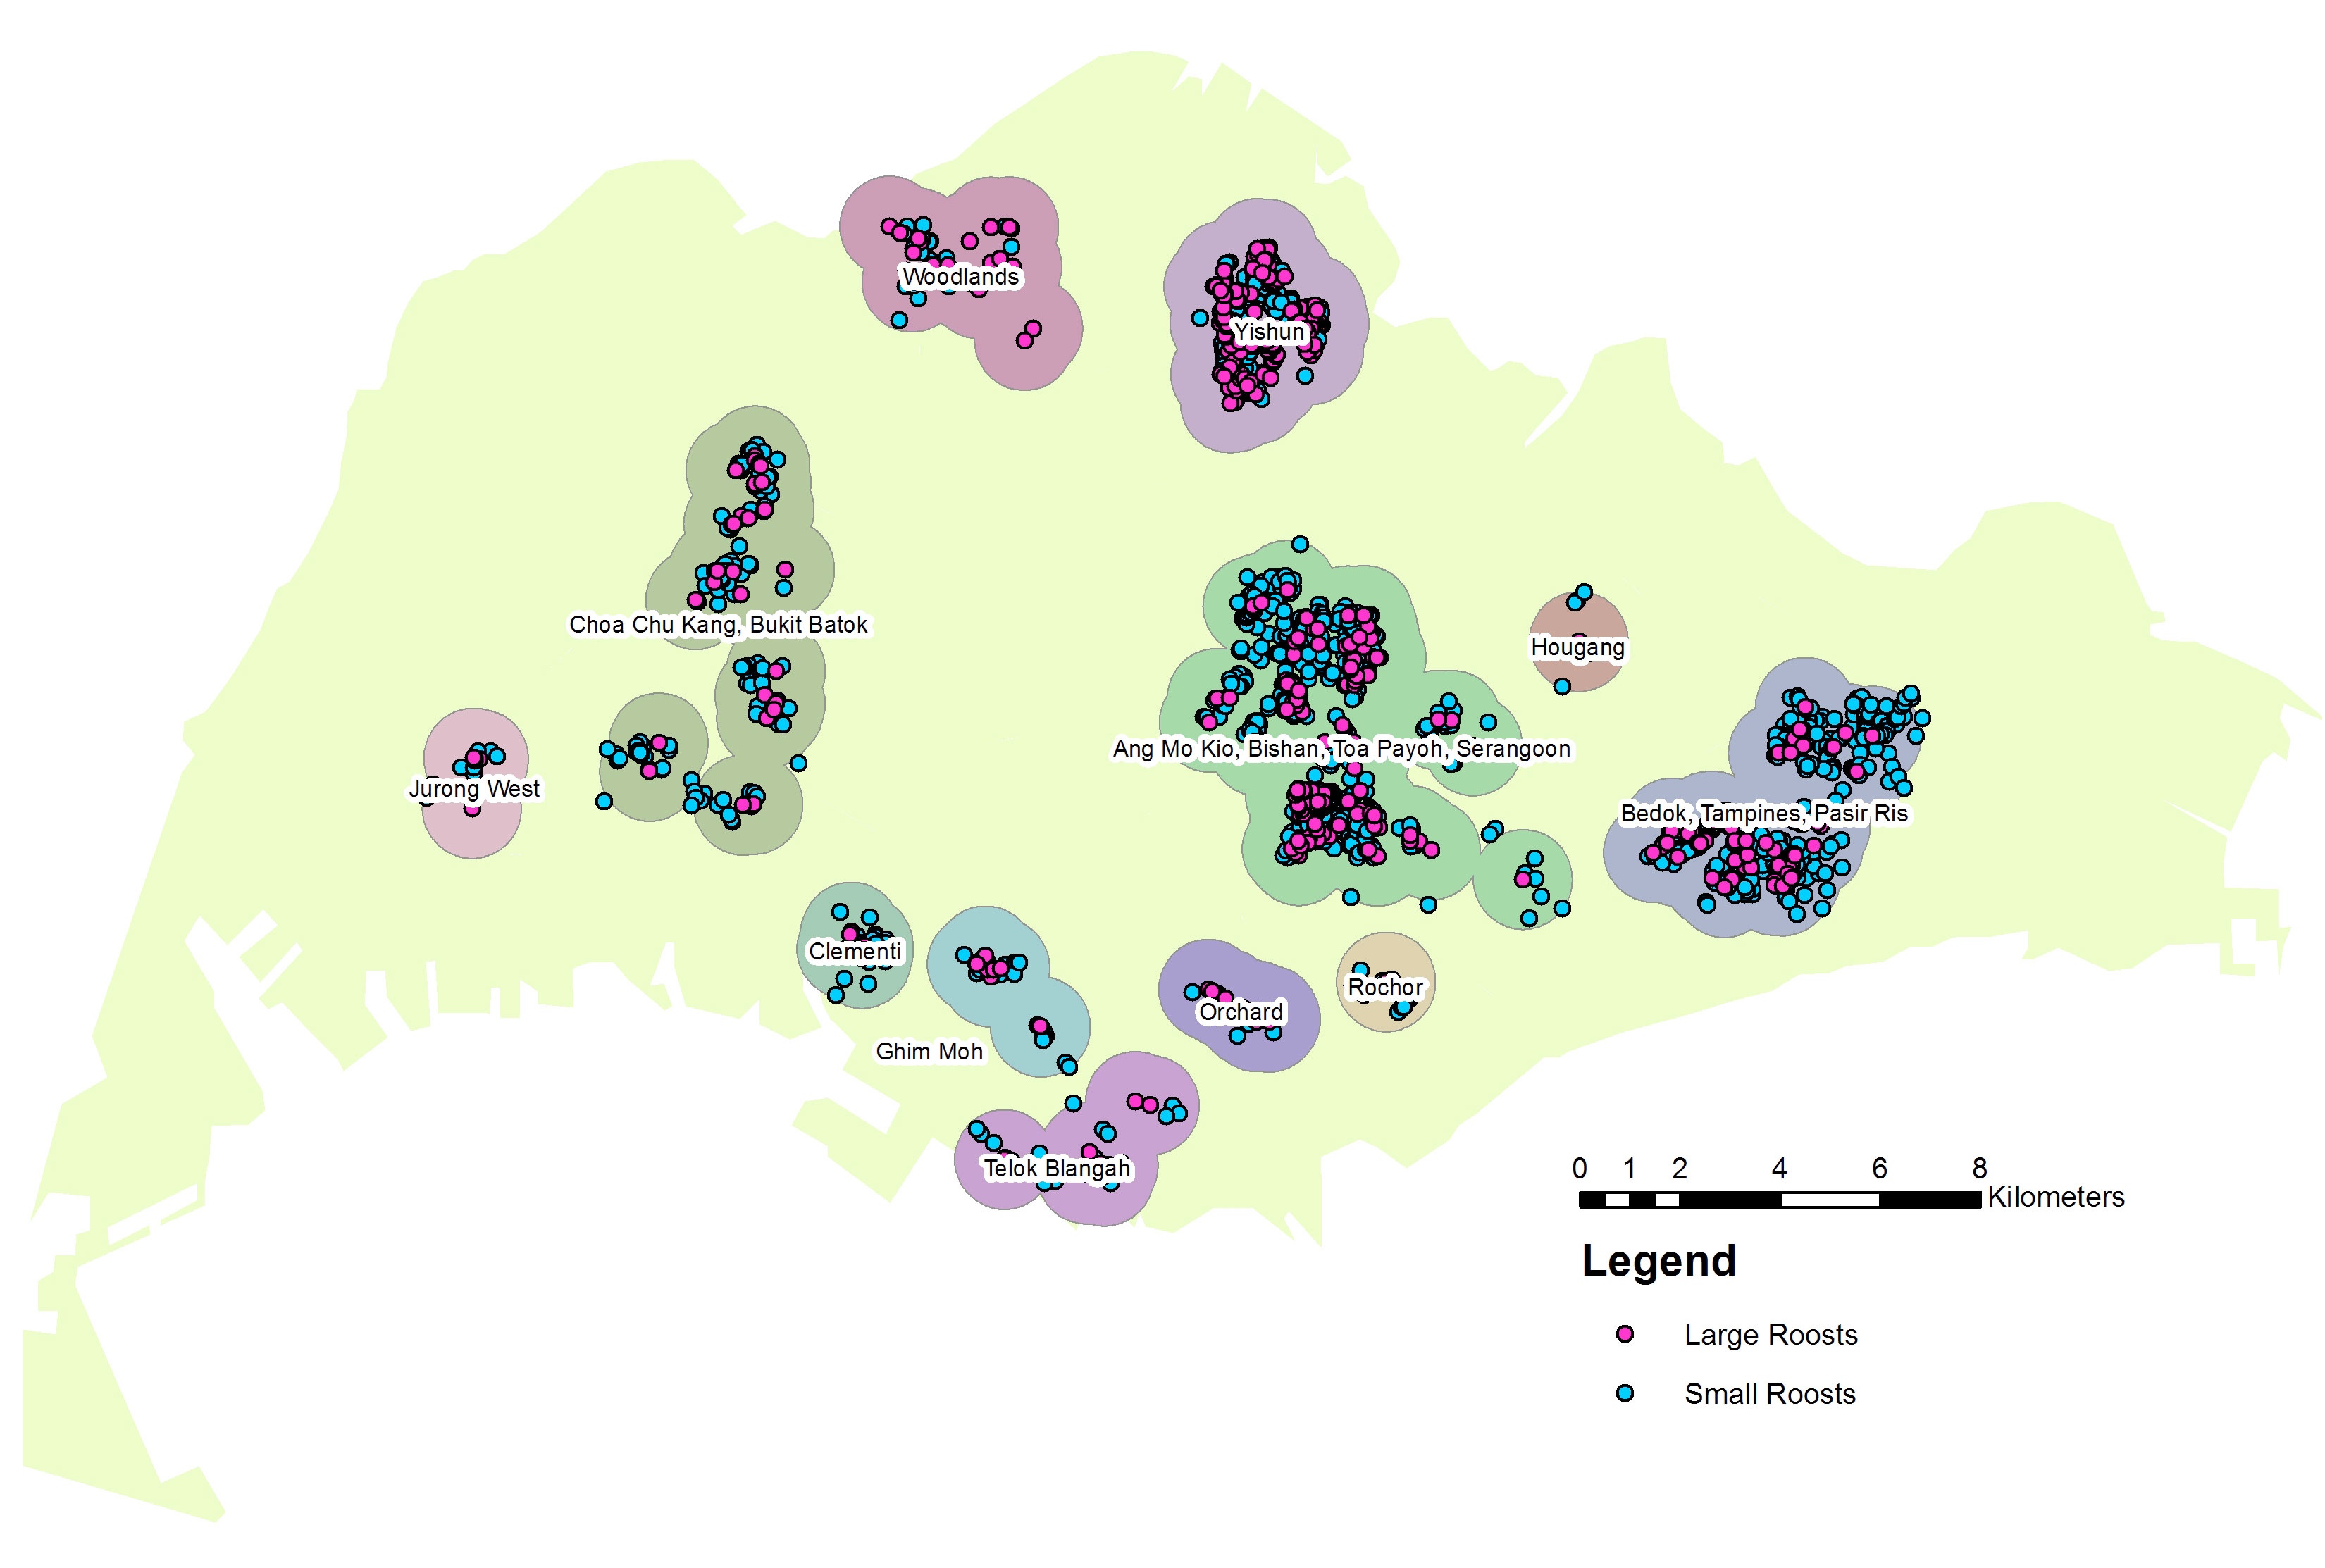 Woodlands
Yishun
Choa Chu Kang, Bukit Batok
Hougang
Ang Mo Kio, Bishan, Toa Payoh, Serangoon
Jurong West
Bedok, Tampines, Pasir Ris
Clementi
Rochor
Orchard
Ghim Moh
Telok Blangah
0 1 2 4 6 8
Kilometers
Legend
Large Roosts
Small Roosts